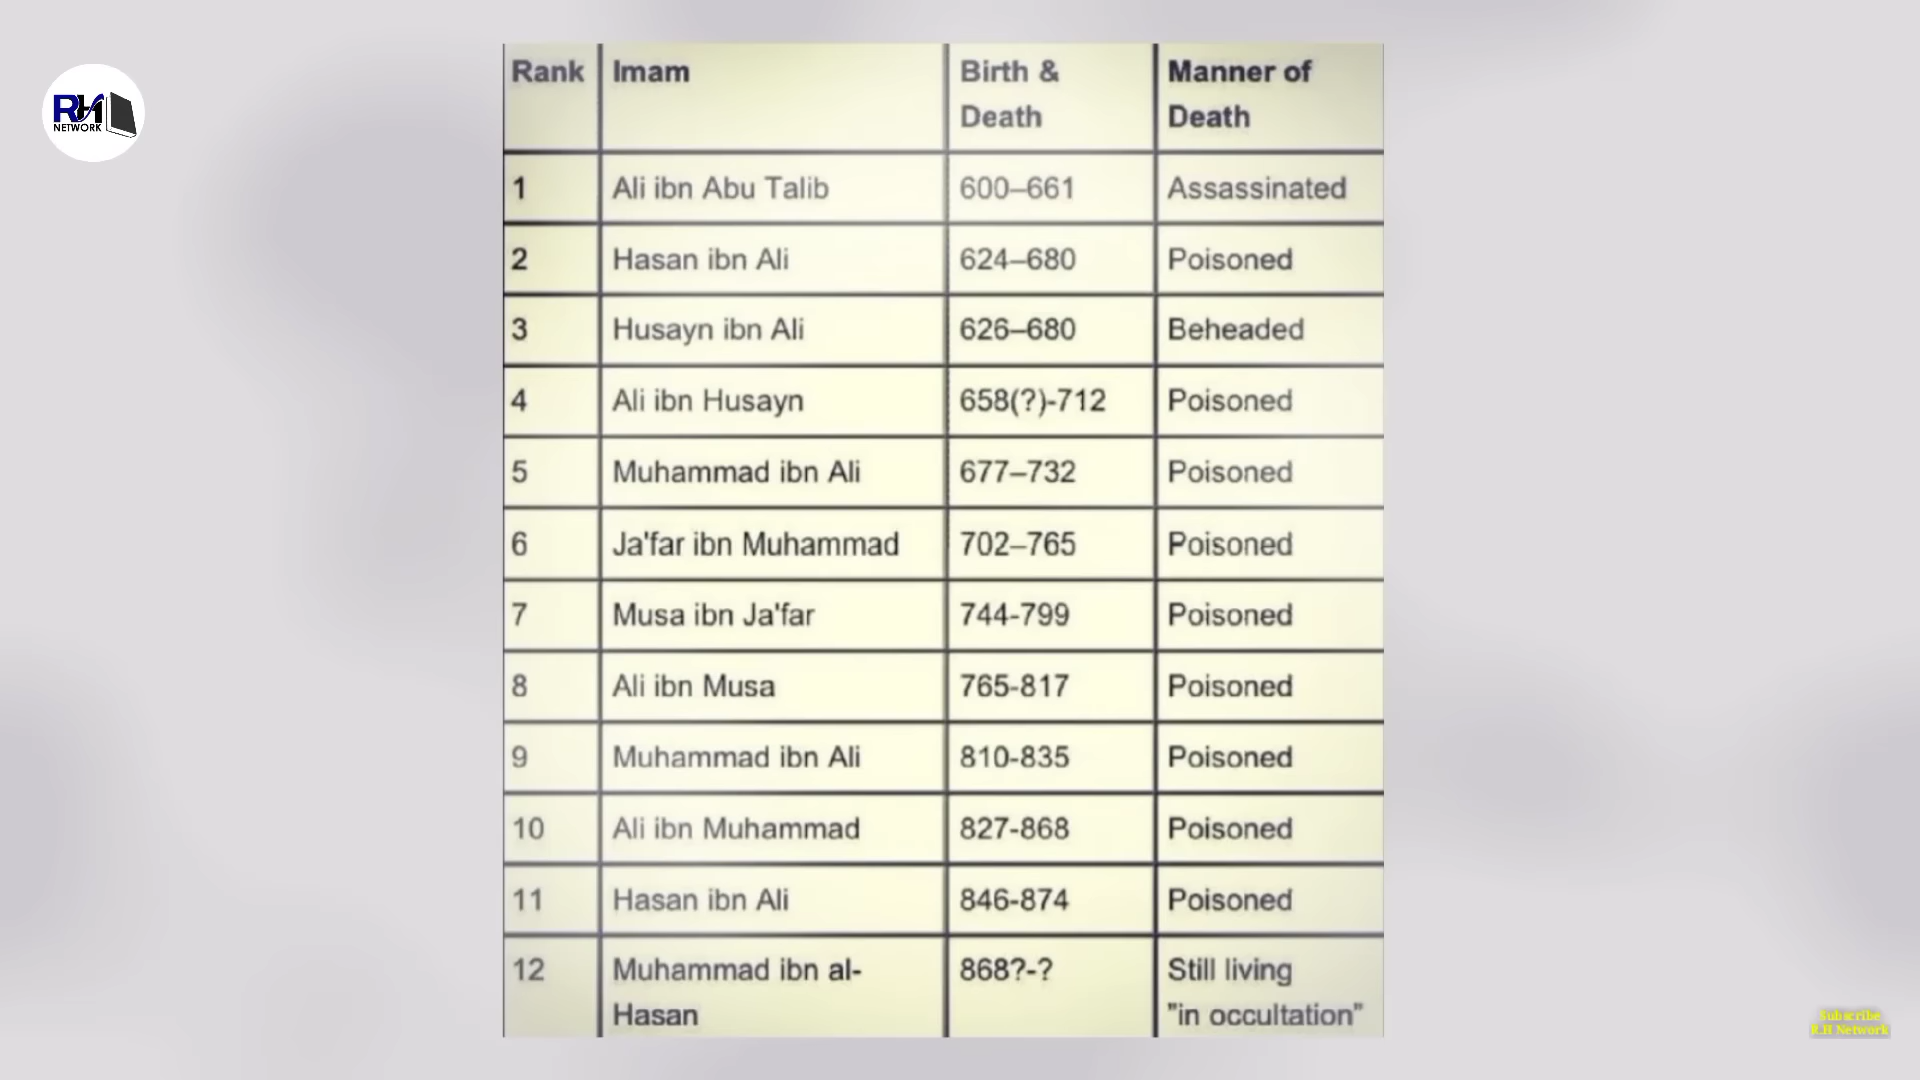 RH
NETWORK
Rank Imam Birth & Manner of
Death Death
1 Ali ibn Abu Talib 600–661 Assassinated
2 Hasan ibn Ali 624–680 Poisoned
3 Husayn ibn Ali 626–680 Beheaded
4 Ali ibn Husayn 658(?)-712 Poisoned
5 Muhammad ibn Ali 677–732 Poisoned
6 Ja'far ibn Muhammad 702–765 Poisoned
7 Musa ibn Ja'far 744-799 Poisoned
8 Ali ibn Musa 765-817 Poisoned
9 Muhammad ibn Ali 810-835 Poisoned
10 Ali ibn Muhammad 827-868 Poisoned
11 Hasan ibn Ali 846-874 Poisoned
12 Muhammad ibn al- 868?-? Still living
Hasan "in occultation"
Subscribe
R.H Network